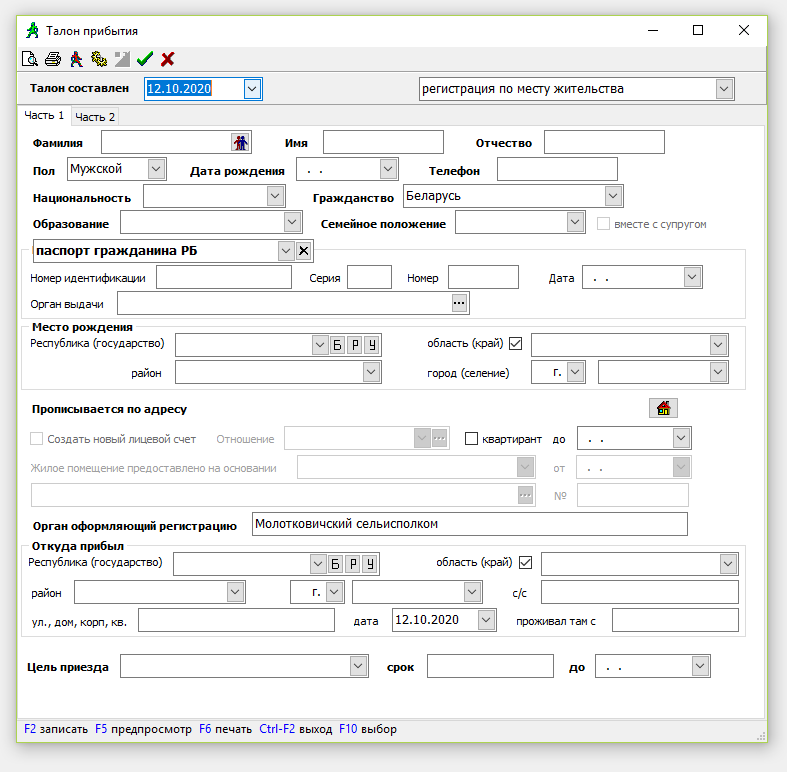 Талон прибытия
Талон составлен 12.10.2020 регистрация по месту жительства
Часть 1 Часть 2
Фамилия Имя Отчество
Пол Мужской Дата рождения . . Телефон
Национальность Гражданство Беларусь
Образование Семейное положение вместе с супругом
паспорт гражданина РБ
Номер идентификации Серия Номер Дата . .
Орган выдачи ...
Место рождения
Республика (государство) Б Р У область (край)
район город (селение) г.
Прописывается по адресу
Создать новый лицевой счет Отношение ... квартирант до . .
Жилое помещение предоставлено на основании от . .
... №
Орган оформляющий регистрацию Молотковичский сельисполком
Откуда прибыл
Республика (государство) Б Р У область (край)
район г. с/с
ул., дом, корп, кв. дата 12.10.2020 проживал там с
Цель приезда срок до . .
F2 записать F5 предпросмотр F6 печать Ctrl-F2 выход F10 выбор